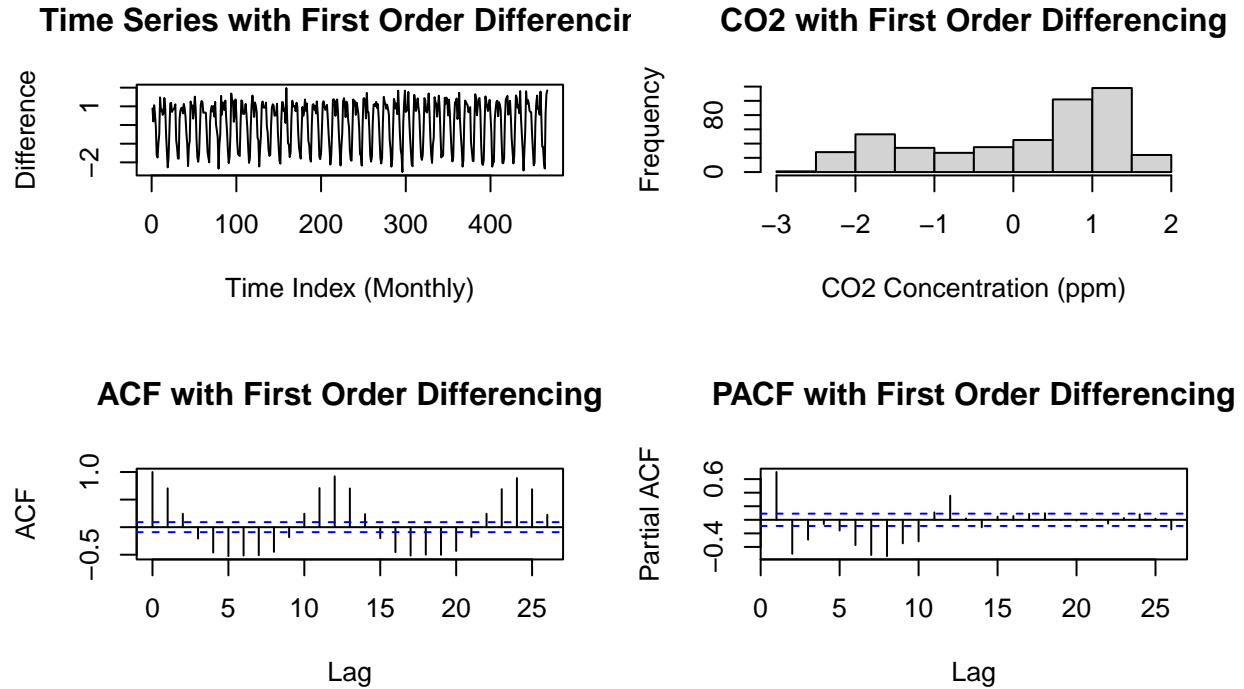 Time Series with First Order Differencin
Difference
1
−2
0 100 200 300 400
Time Index (Monthly)
CO2 with First Order Differencing
Frequency
80
0
−3 −2 −1 0 1 2
CO2 Concentration (ppm)
ACF with First Order Differencing
ACF
1.0
−0.5
0 5 10 15 20 25
Lag
PACF with First Order Differencing
Partial ACF
0.6
−0.4
0 5 10 15 20 25
Lag